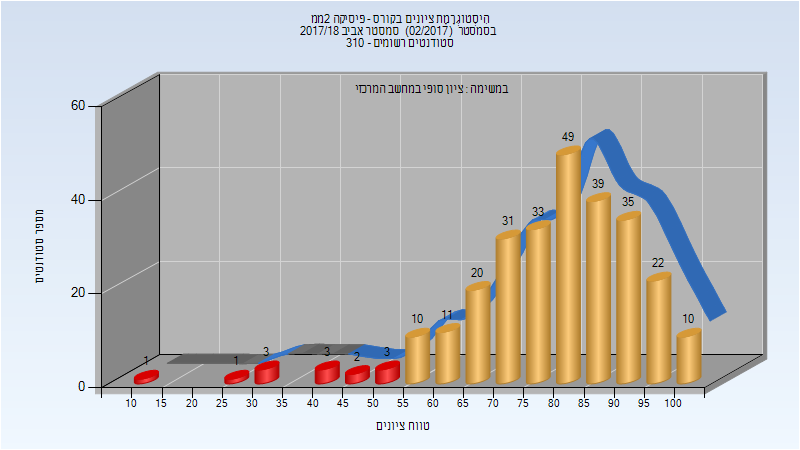 היסטוגרמת ציונים בקורס - פיסיקה 2ממ
בסמסטר (02/2017) סמסטר אביב 2017/18
סטודנטים רשומים - 310
במשימה : ציון סופי במחשב המרכזי
מספר סטודנטים
60
40
20
0
1
1
3
3
2
3
10
11
20
31
33
49
39
35
22
10
10 15 20 25 30 35 40 45 50 55 60 65 70 75 80 85 90 95 100
טווח ציונים